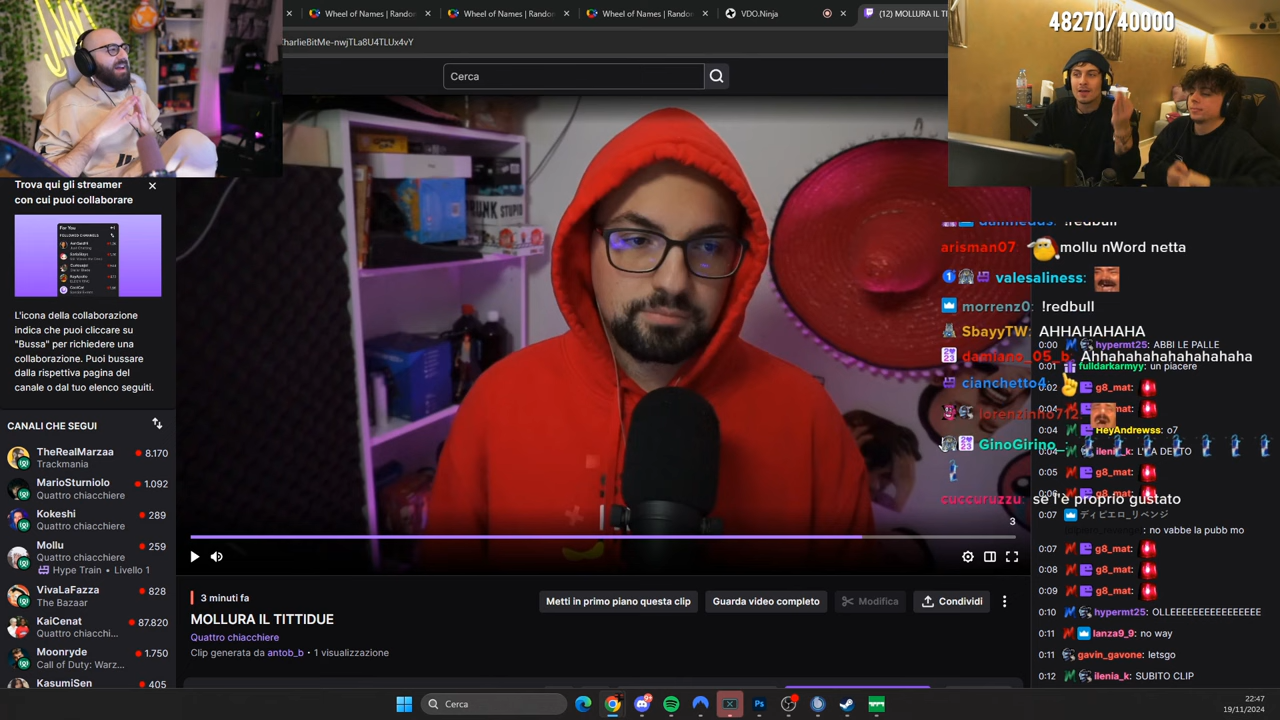 Wheel of Names | Rando
Wheel of Names | Rando
Wheel of Names | Rando
VDO.Ninja
(12) MOLLURA IL T
harlieBitMe-nwjTLa8U4TLUx4vY
Cerca
48270/40000
Trova qui gli streamer
con cui puoi collaborare
For You
L'icona della collaborazione
indica che puoi cliccare su
"Bussa" per richiedere una
collaborazione. Puoi bussare
dalla rispettiva pagina del
canale o dal tuo elenco seguiti.
CANALI CHE SEGUI
TheRealMarzaa
8.170
Trackmania
MarioSturniolo
1.092
Quattro chiacchiere
Kokeshi
289
Quattro chiacchiere
Mollu
259
Quattro chiacchiere
Hype Train • Livello 1
VivaLaFazza
828
The Bazaar
KaiCenat
87.820
Quattro chiacchi...
Moonryde
1.750
Call of Duty: Warz...
KasumiSen
405
STUPID
3
3 minuti fa
MOLLURA IL TITTIDUE
Quattro chiacchiere
Clip generata da antob_b • 1 visualizzazione
Metti in primo piano questa clip
Guarda video completo
Modifica
Condividi
!redbull
arisman07: mollu nWord netta
valesaliness:
morrenz0: !redbull
SbayyTW: AHHAHAHAHA
damiano_05_b: Ahhahahahahahahaha
cianchetto4:
lorenzinho712:
GinoGirino_:
cuccuruzzu: se l'è proprio gustato
0:00 hypermt25: ABBI LE PALLE
0:01 fulldarkarmyy: un piacere
0:02 g8_mat:
0:04 mat:
0:04 HeyAndrewss: o7
0:04 ilenia_k: L'HA DETTO
0:05 g8_mat:
g8_mat:
0:07 ディビエロ_リベンジ
: no vabbe la pubb mo
0:07 g8_mat:
0:08 g8_mat:
0:09 g8_mat:
0:10 hypermt25: OLLEEEEEEEEEEEEEEE
0:11 lanza9_9: no way
0:11 gavin_gavone: letsgo
0:12 ilenia_k: SUBITO CLIP
Cerca
22:47
19/11/2024